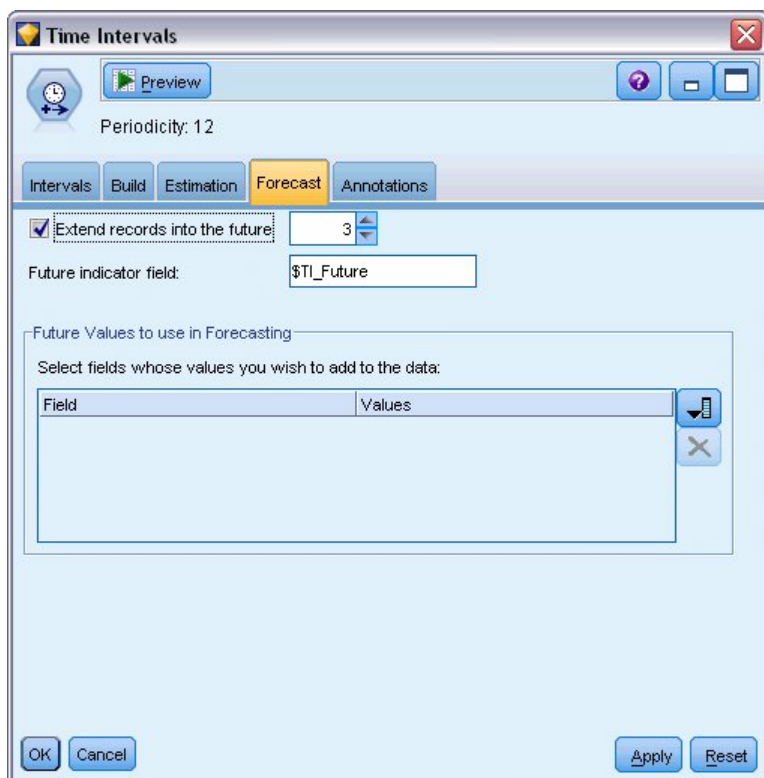 Time Intervals
Preview
Periodicity: 12
Intervals Build Estimation Forecast Annotations
Extend records into the future 3
Future indicator field: $TI_Future
Future Values to use in Forecasting
Select fields whose values you wish to add to the data:
Field Values
OK Cancel Apply Reset